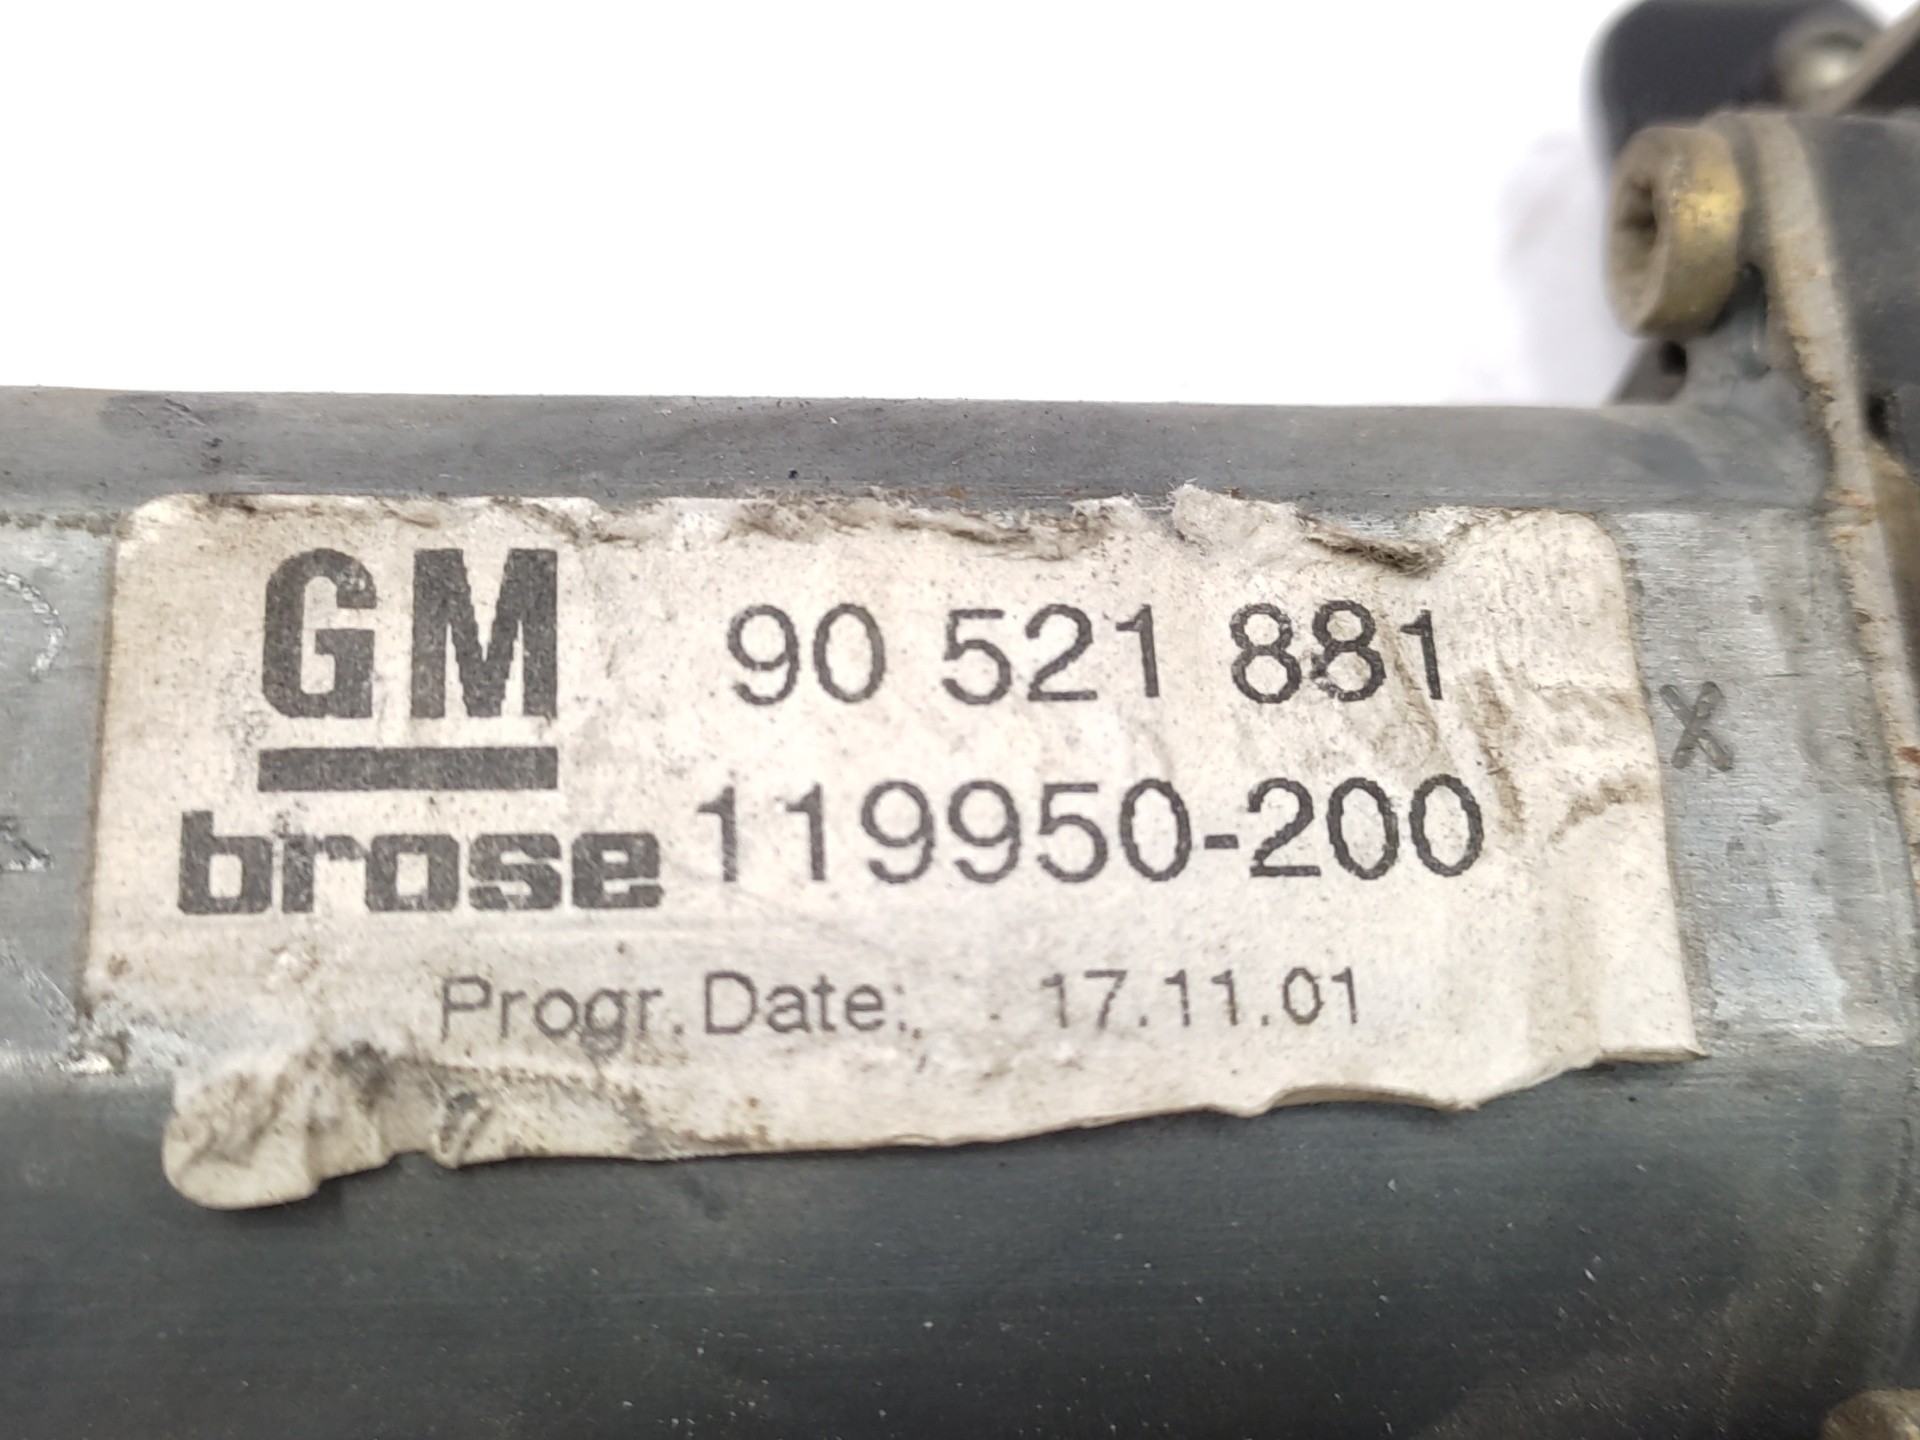 GM 90 521 881
brose 119950-200
Progr. Date: 17.11.01
X